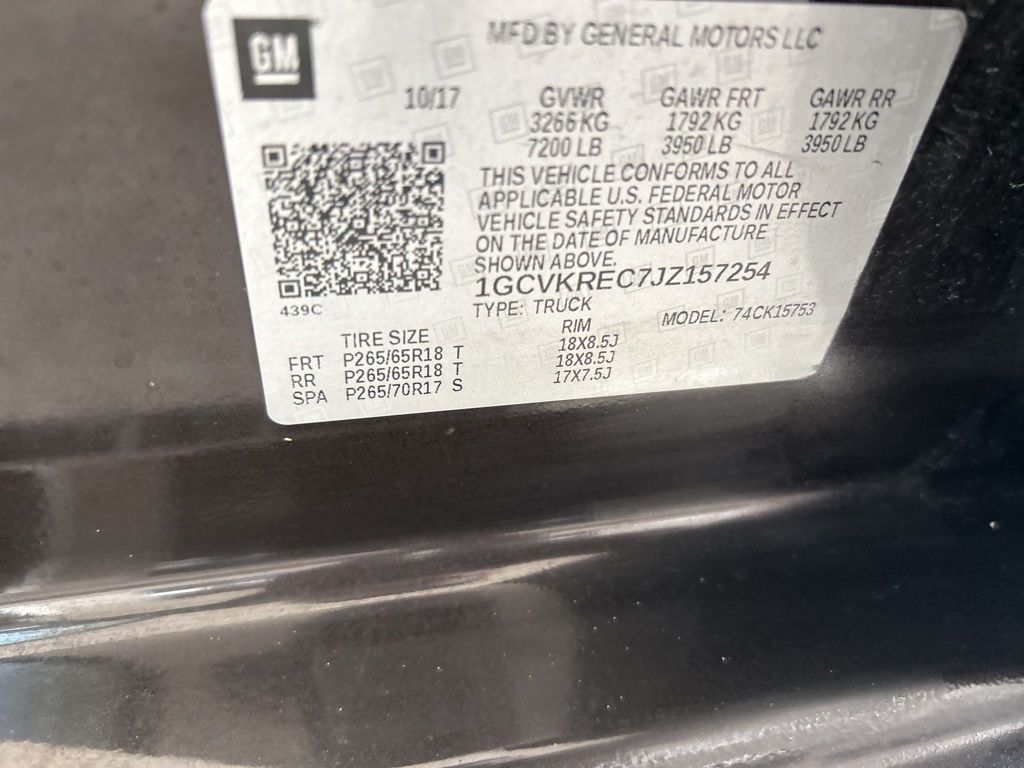 GM
MFD BY GENERAL MOTORS LLC
10/17 GVWR GAWR FRT GAWR RR
3266 KG 1792 KG 1792 KG
7200 LB 3950 LB 3950 LB
THIS VEHICLE CONFORMS TO ALL
APPLICABLE U.S. FEDERAL MOTOR
VEHICLE SAFETY STANDARDS IN EFFECT
ON THE DATE OF MANUFACTURE
SHOWN ABOVE.
1GCVKREC7JZ157254
439C
TYPE: TRUCK MODEL: 74CK15753
TIRE SIZE RIM
FRT P265/65R18 T 18X8.5J
RR P265/65R18 T 18X8.5J
SPA P265/70R17 S 17X7.5J